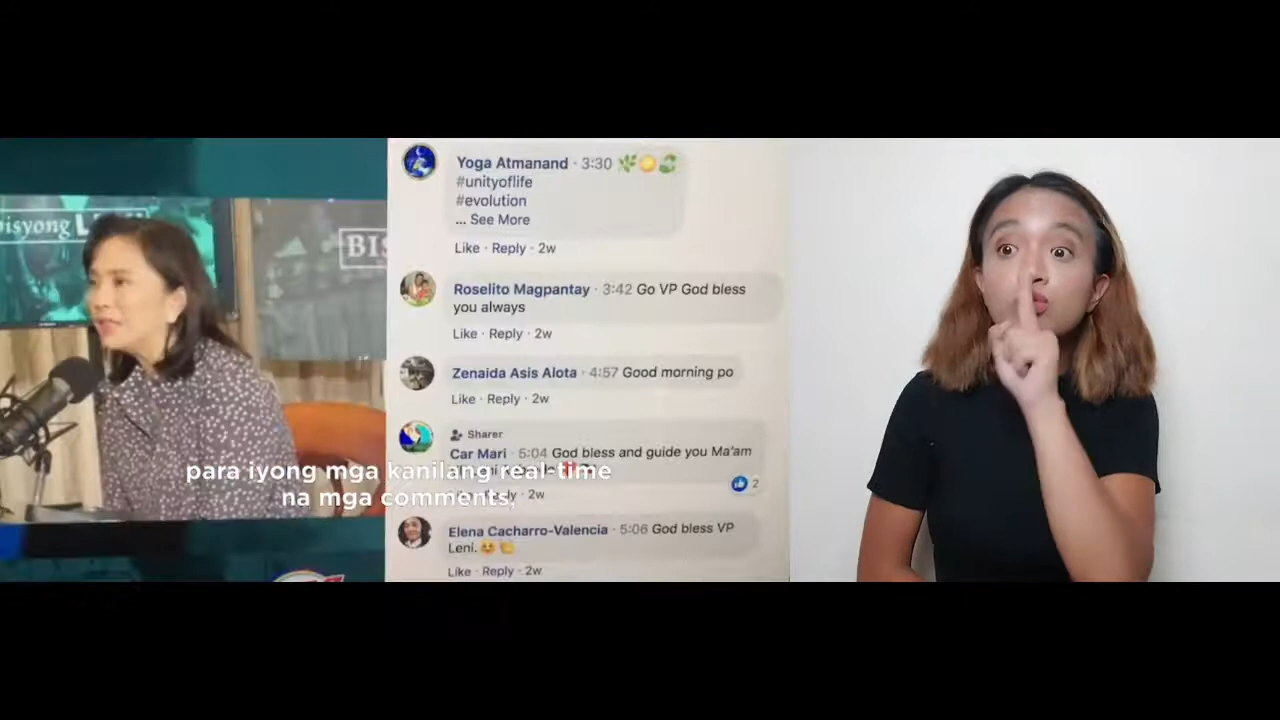 isyong LENI
BIS
Yoga Atmanand · 3:30 🌿🌕🏞
#unityoflife
#evolution
... See More
Like · Reply · 2w
Roselito Magpantay · 3:42 Go VP God bless
you always
Like · Reply · 2w
Zenaida Asis Alota · 4:57 Good morning po
Like · Reply · 2w
Sharer
Car Mari · 5:04 God bless and guide you Ma'am
2w
2
Elena Cacharro-Valencia · 5:06 God bless VP
Leni. 😍👏
Like · Reply · 2w
para iyong mga kanilang real-time
na mga comments,